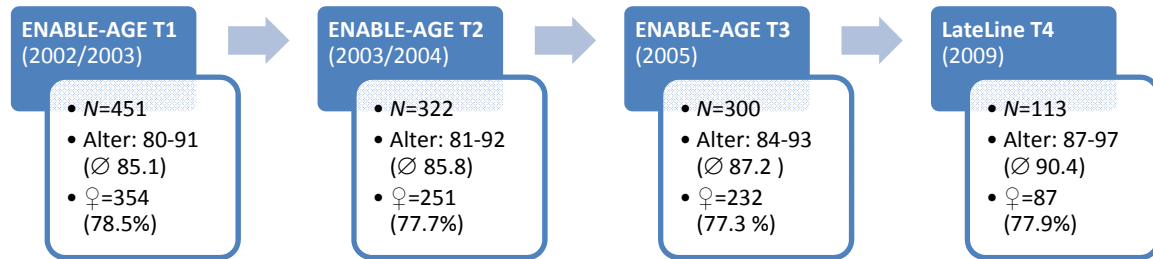 ENABLE-AGE T1
(2002/2003)
• N=451
• Alter: 80-91
(∅ 85.1)
• ♀=354
(78.5%)
ENABLE-AGE T2
(2003/2004)
• N=322
• Alter: 81-92
(∅ 85.8)
• ♀=251
(77.7%)
ENABLE-AGE T3
(2005)
• N=300
• Alter: 84-93
(∅ 87.2 )
• ♀=232
(77.3 %)
LateLine T4
(2009)
• N=113
• Alter: 87-97
(∅ 90.4)
• ♀=87
(77.9%)